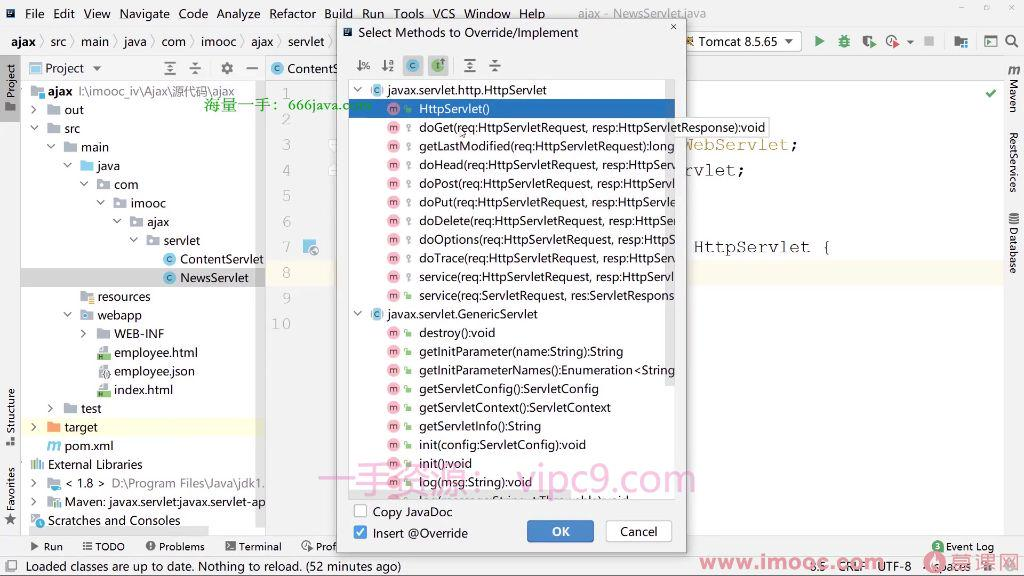 File Edit View Navigate Code Analyze Refactor Build Run Tools VCS Window Help ajax - NewsServlet.java
ajax src main java com imooc ajax servlet
Tomcat 8.5.65
Select Methods to Override/Implement
Project
ajax I:\imooc_iv\Ajax\源代码\ajax
海量一手：666java.com
out
src
main
java
com
imooc
ajax
servlet
ContentServlet
NewsServlet
resources
webapp
WEB-INF
employee.html
employee.json
index.html
test
target
pom.xml
External Libraries
< 1.8 > D:\Program Files\Java\jdk1.
Maven: javax.servlet:javax.servlet-ap
Scratches and Consoles
Project
Structure
Favorites
ContentS
1
2
3
4
5
6
7
8
9
10
WebServlet;
rvlet;
HttpServlet {
javax.servlet.http.HttpServlet
HttpServlet()
doGet(req:HttpServletRequest, resp:HttpServletResponse):void
getLastModified(req:HttpServletRequest):long
doHead(req:HttpServletRequest, resp:HttpServl
doPost(req:HttpServletRequest, resp:HttpServl
doPut(req:HttpServletRequest, resp:HttpServle
doDelete(req:HttpServletRequest, resp:HttpSer
doOptions(req:HttpServletRequest, resp:HttpS
doTrace(req:HttpServletRequest, resp:HttpServl
service(req:HttpServletRequest, resp:HttpServl
service(req:ServletRequest, res:ServletRespons
javax.servlet.GenericServlet
destroy():void
getInitParameter(name:String):String
getInitParameterNames():Enumeration<String
getServletConfig():ServletConfig
getServletContext():ServletContext
getServletInfo():String
init(config:ServletConfig):void
init():void
log(msg:String):void
一手资源： vipc9.com
Copy JavaDoc
Insert @Override
OK Cancel
Maven
RestServices
Database
Run TODO Problems Terminal Prof
Event Log
Loaded classes are up to date. Nothing to reload. (52 minutes ago)
8:5 CRLF UTF-8 4 spaces
www.imooc.com 慕课网